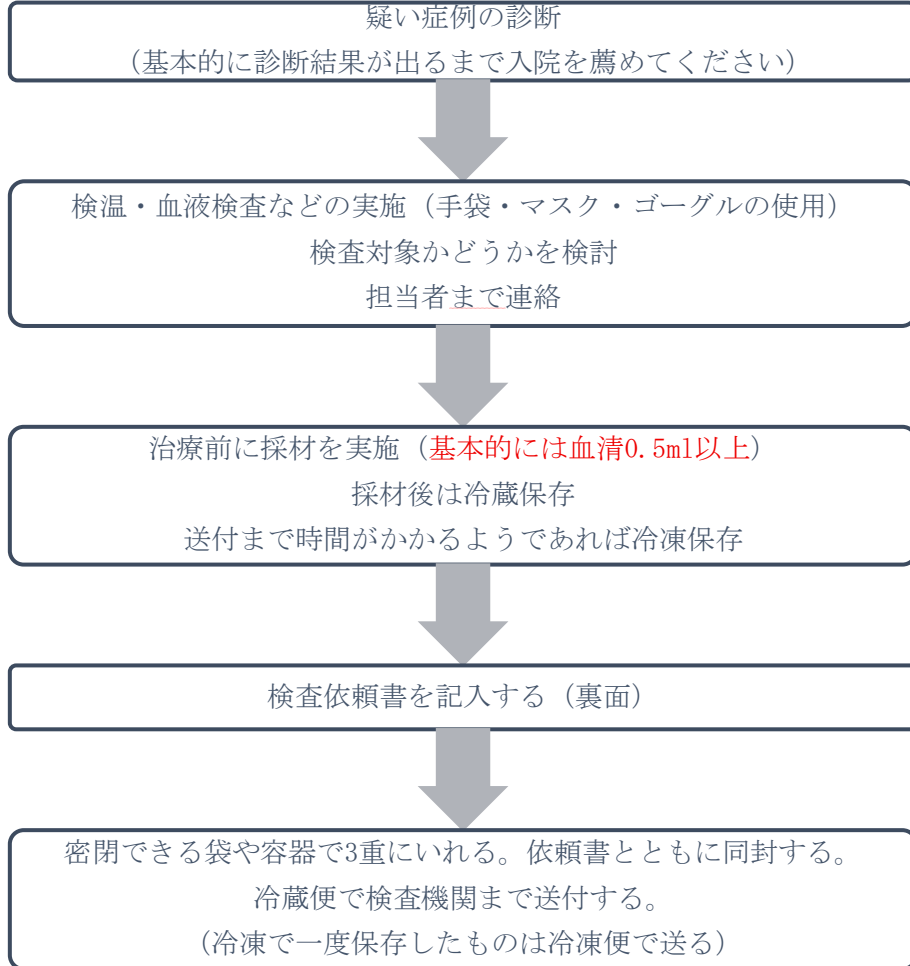 疑い症例の診断
（基本的に診断結果が出るまで入院を薦めてください）
検温・血液検査などの実施（手袋・マスク・ゴーグルの使用）
検査対象かどうかを検討
担当者まで連絡
治療前に採材を実施（基本的には血清0.5ml以上）
採材後は冷蔵保存
送付まで時間がかかるようであれば冷凍保存
検査依頼書を記入する（裏面）
密閉できる袋や容器で3重にいれる。依頼書とともに同封する。
冷蔵便で検査機関まで送付する。
（冷凍で一度保存したものは冷凍便で送る）